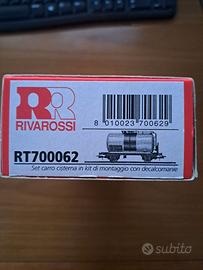 RR
RIVAROSSI
8 010023 700629
RT700062
Set carro cisterna in kit di montaggio con decalcomanie
subito